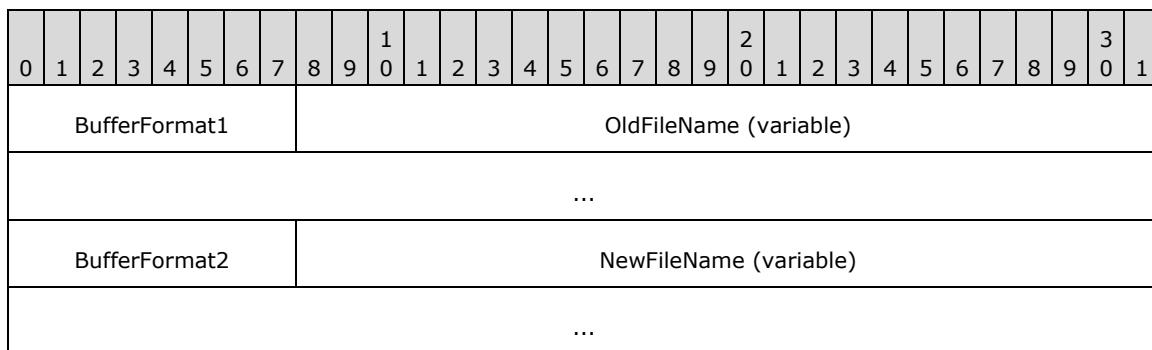 0 1 2 3 4 5 6 7 8 9 1 0 1 2 3 4 5 6 7 8 9 2 0 1 2 3 4 5 6 7 8 9 3 0 1
BufferFormat1 OldFileName (variable)
...
BufferFormat2 NewFileName (variable)
...